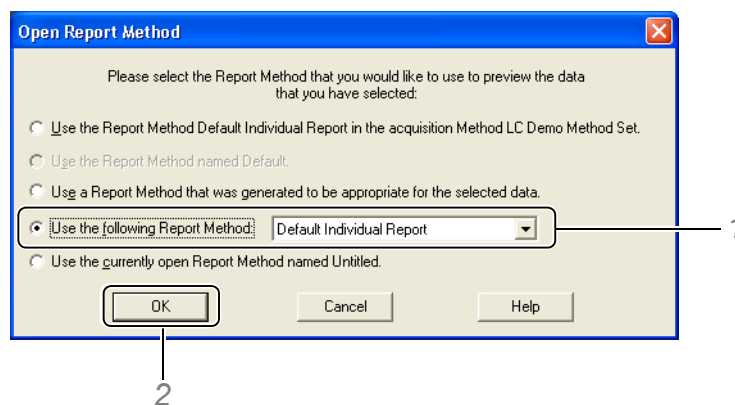 Open Report Method
Please select the Report Method that you would like to use to preview the data
that you have selected:
Use the Report Method Default Individual Report in the acquisition Method LC Demo Method Set.
Use the Report Method named Default.
Use a Report Method that was generated to be appropriate for the selected data.
Use the following Report Method: Default Individual Report
1
Use the currently open Report Method named Untitled.
OK Cancel Help
2